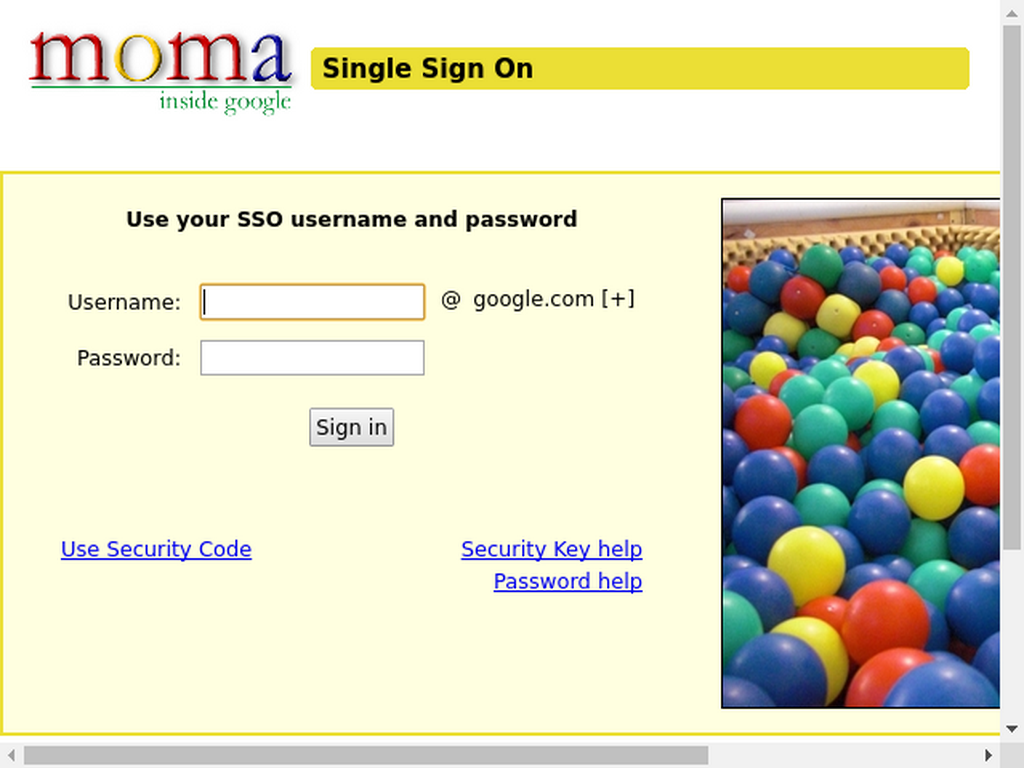 moma
inside google
Single Sign On
Use your SSO username and password
Username:
@ google.com [+]
Password:
Sign in
Use Security Code
Security Key help
Password help